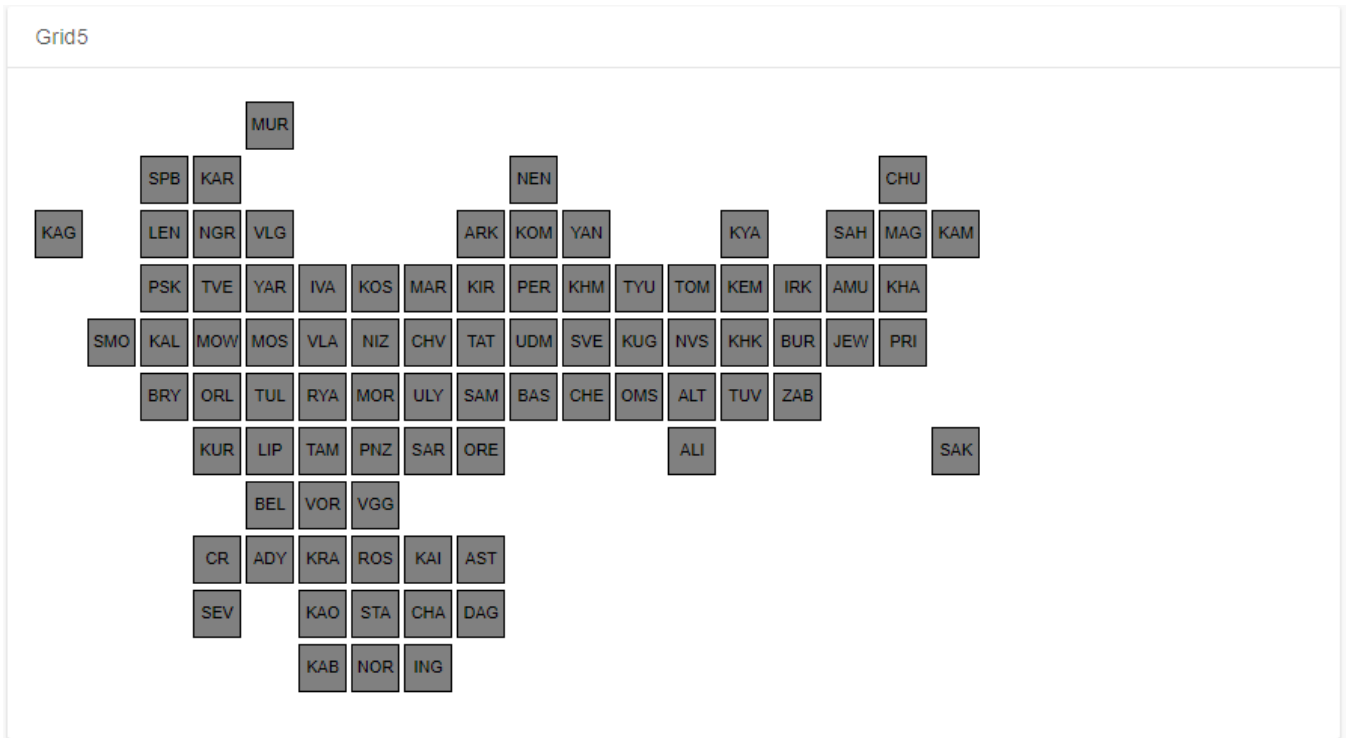 Grid5
MUR
SPB KAR NEN CHU
KAG LEN NGR VLG ARK KOM YAN KYA SAH MAG KAM
PSK TVE YAR IVA KOS MAR KIR PER KHM TYU TOM KEM IRK AMU KHA
SMO KAL MOW MOS VLA NIZ CHV TAT UDM SVE KUG NVS KHK BUR JEW PRI
BRY ORL TUL RYA MOR ULY SAM BAS CHE OMS ALT TUV ZAB
KUR LIP TAM PNZ SAR ORE ALI SAK
BEL VOR VGG
CR ADY KRA ROS KAI AST
SEV KAO STA CHA DAG
KAB NOR ING